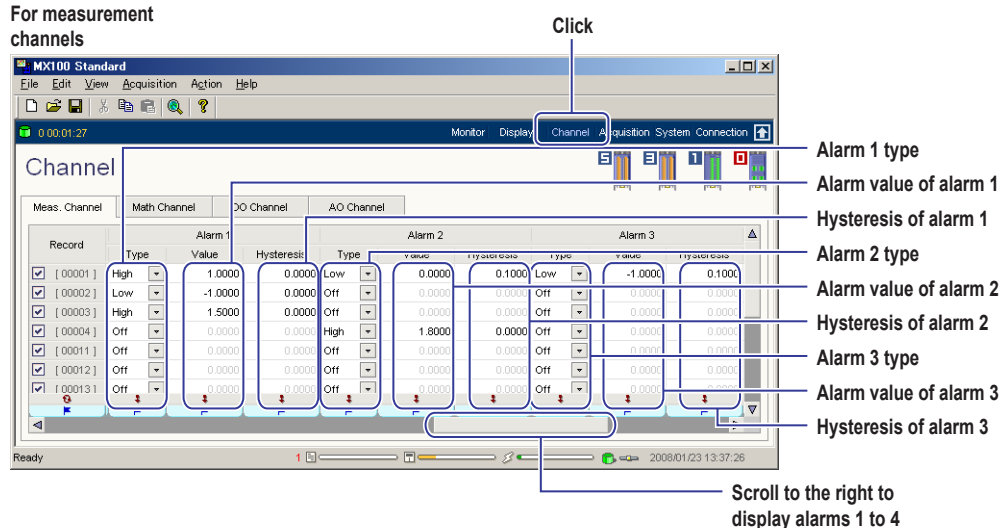 For measurement
channels
Click
MX100 Standard
File Edit View Acquisition Action Help
0 00:01:27 Monitor Display Channel Acquisition System Connection
Channel
5 3 1 0
Meas. Channel Math Channel DO Channel AO Channel
Record Alarm 1 Alarm 2 Alarm 3
Type Value Hysteresis Type Value Hysteresis Type Value Hysteresis
[ 00001 ] High 1.0000 0.0000 Low 0.0000 0.1000 Low -1.0000 0.1000
[ 00002 ] Low -1.0000 0.0000 Off 0.0000 0.0000 Off 0.0000 0.0000
[ 00003 ] High 1.5000 0.0000 Off 0.0000 0.0000 Off 0.0000 0.0000
[ 00004 ] Off 0.0000 0.0000 High 1.8000 0.0000 Off 0.0000 0.0000
[ 00011 ] Off 0.0000 0.0000 Off 0.0000 0.0000 Off 0.0000 0.0000
[ 00012 ] Off 0.0000 0.0000 Off 0.0000 0.0000 Off 0.0000 0.0000
[ 00013 ] Off 0.0000 0.0000 Off 0.0000 0.0000 Off 0.0000 0.0000
Ready 1 2008/01/23 13:37:26
Alarm 1 type
Alarm value of alarm 1
Hysteresis of alarm 1
Alarm 2 type
Alarm value of alarm 2
Hysteresis of alarm 2
Alarm 3 type
Alarm value of alarm 3
Hysteresis of alarm 3
Scroll to the right to
display alarms 1 to 4